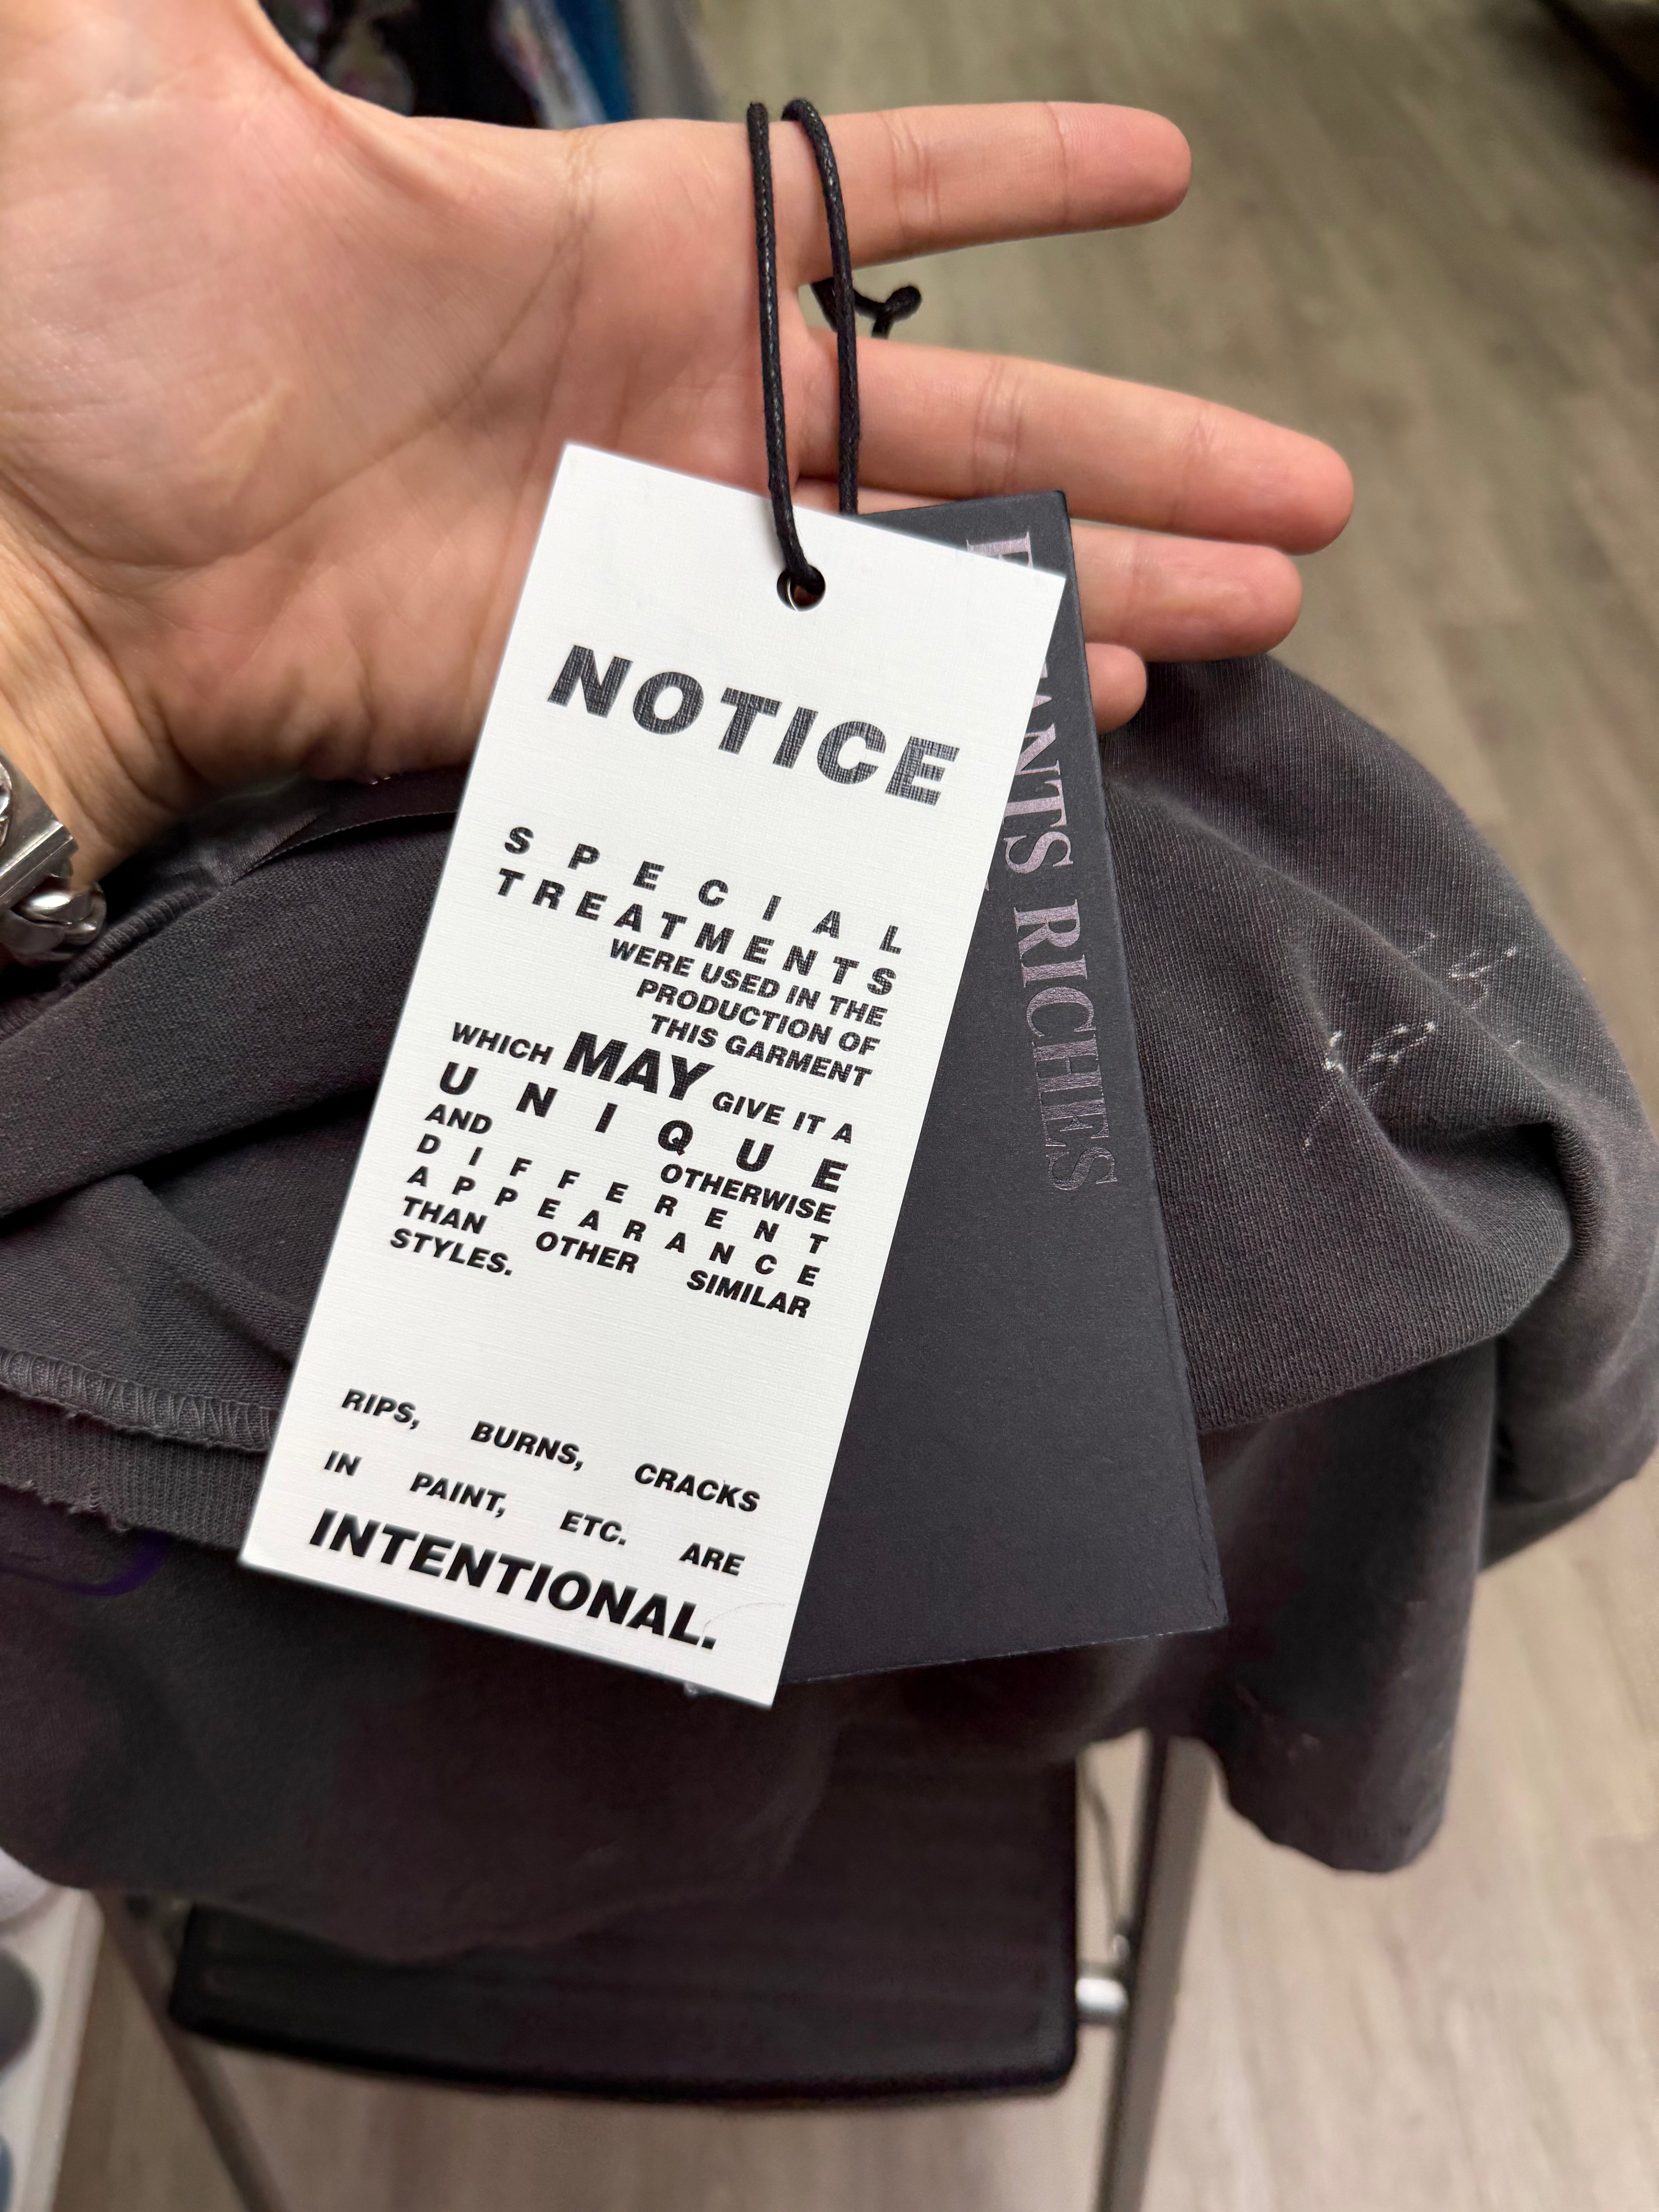 NOTICE
SPECIAL
TREATMENTS
WERE USED IN THE
PRODUCTION OF
THIS GARMENT
WHICH MAY GIVE IT A
UNIQUE
AND OTHERWISE
DIFFERENT
APPEARANCE
THAN OTHER SIMILAR
STYLES.
RIPS, BURNS, CRACKS
IN PAINT, ETC. ARE
INTENTIONAL.
RICHES